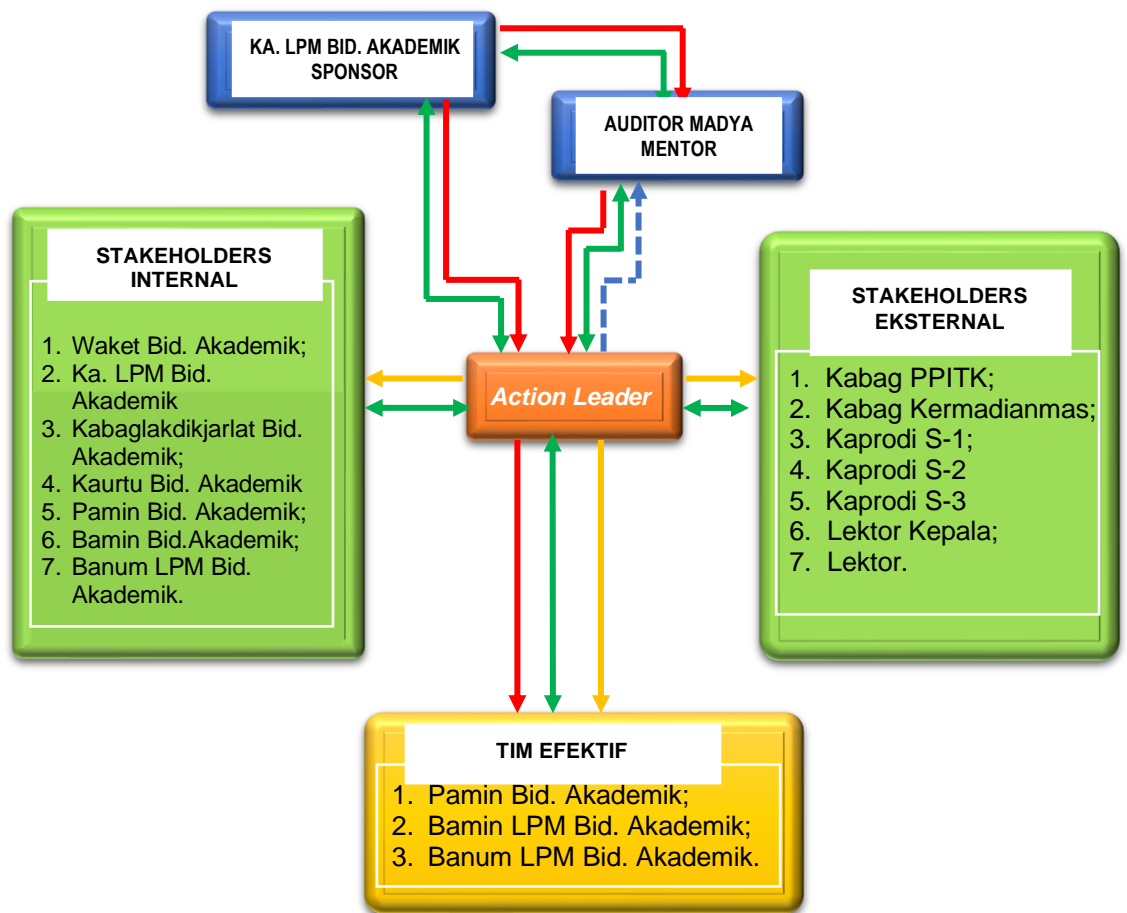 KA. LPM BID. AKADEMIK
SPONSOR
AUDITOR MADYA
MENTOR
STAKEHOLDERS
INTERNAL
1. Waket Bid. Akademik;
2. Ka. LPM Bid.
Akademik
3. Kabaglakdikjarlat Bid.
Akademik;
4. Kaurtu Bid. Akademik
5. Pamin Bid. Akademik;
6. Bamin Bid.Akademik;
7. Banum LPM Bid.
Akademik.
Action Leader
STAKEHOLDERS
EKSTERNAL
1. Kabag PPITK;
2. Kabag Kermadianmas;
3. Kaprodi S-1;
4. Kaprodi S-2
5. Kaprodi S-3
6. Lektor Kepala;
7. Lektor.
TIM EFEKTIF
1. Pamin Bid. Akademik;
2. Bamin LPM Bid. Akademik;
3. Banum LPM Bid. Akademik.